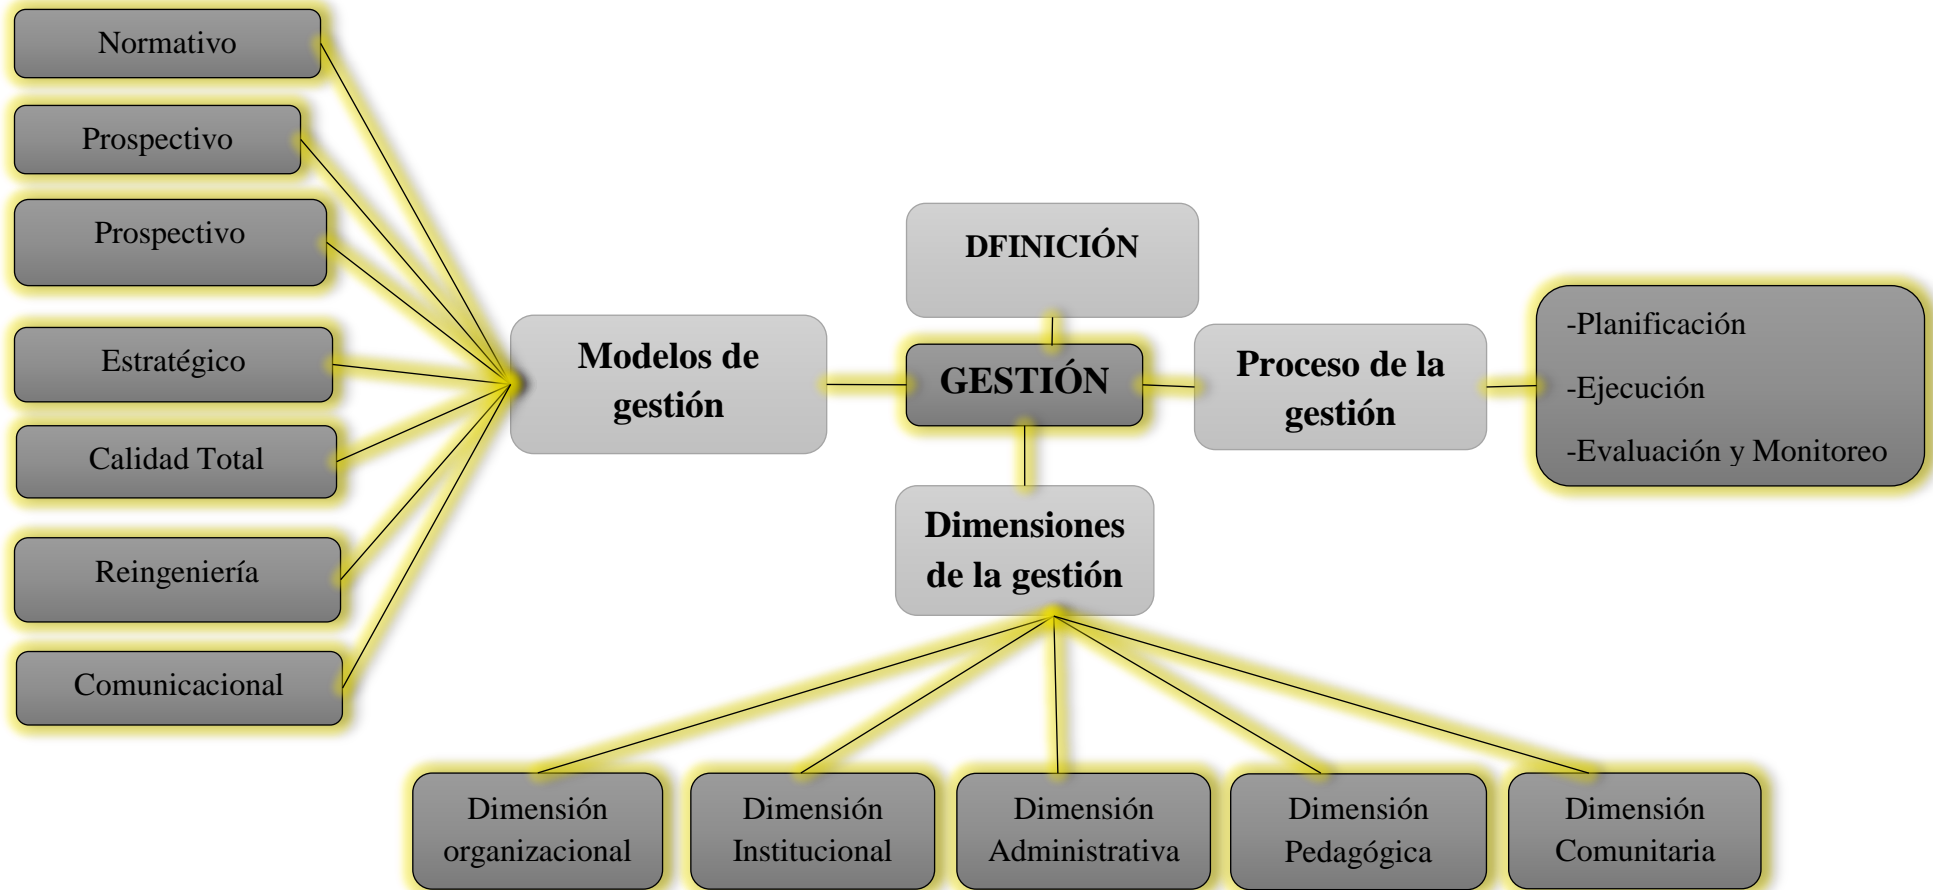 Normativo
Prospectivo
Prospectivo
Estratégico
Calidad Total
Reingeniería
Comunicacional
Modelos de
gestión
DFINICIÓN
GESTIÓN
Proceso de la
gestión
-Planificación
-Ejecución
-Evaluación y Monitoreo
Dimensiones
de la gestión
Dimensión
organizacional
Dimensión
Institucional
Dimensión
Administrativa
Dimensión
Pedagógica
Dimensión
Comunitaria